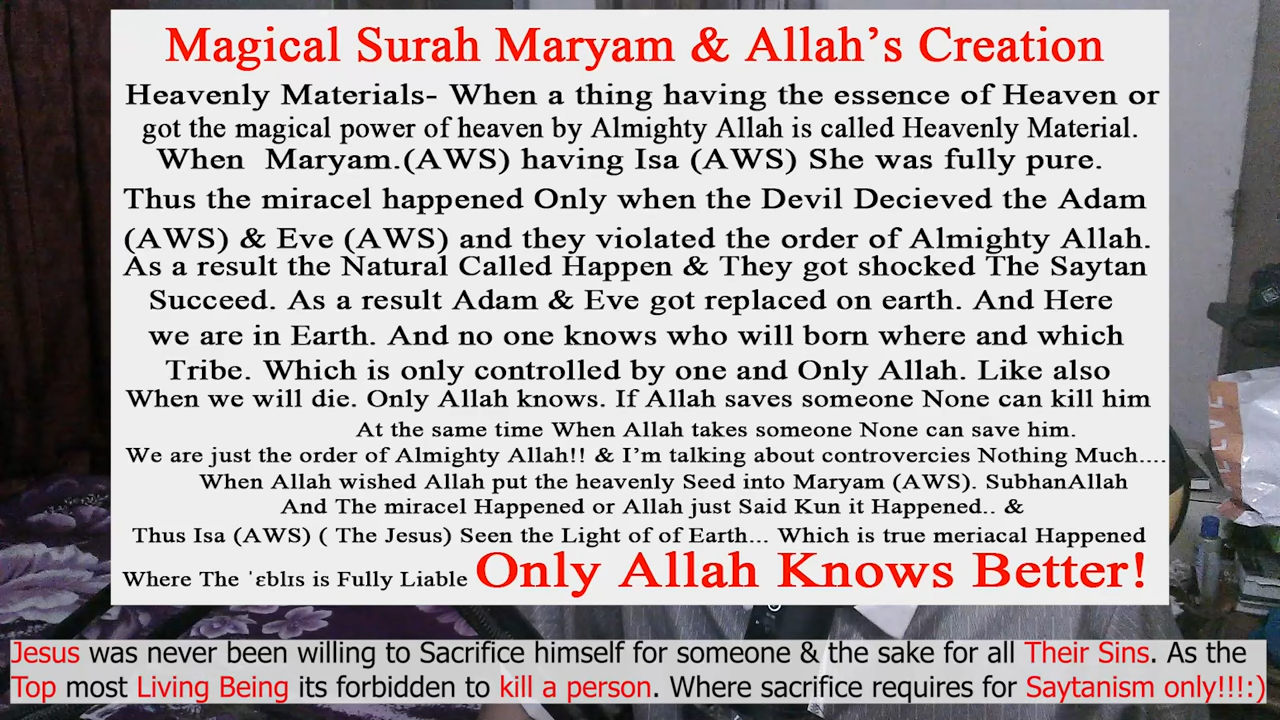 Magical Surah Maryam & Allah’s Creation
Heavenly Materials- When a thing having the essence of Heaven or
got the magical power of heaven by Almighty Allah is called Heavenly Material.
When Maryam.(AWS) having Isa (AWS) She was fully pure.
Thus the miracel happened Only when the Devil Decieved the Adam
(AWS) & Eve (AWS) and they violated the order of Almighty Allah.
As a result the Natural Called Happen & They got shocked The Saytan
Succeed. As a result Adam & Eve got replaced on earth. And Here
we are in Earth. And no one knows who will born where and which
Tribe. Which is only controlled by one and Only Allah. Like also
When we will die. Only Allah knows. If Allah saves someone None can kill him
At the same time When Allah takes someone None can save him.
We are just the order of Almighty Allah!! & I’m talking about controvercies Nothing Much....
When Allah wished Allah put the heavenly Seed into Maryam (AWS). SubhanAllah
And The miracel Happened or Allah just Said Kun it Happened.. &
Thus Isa (AWS) ( The Jesus) Seen the Light of of Earth... Which is true meriacal Happened
Where The ˈɛblɪs is Fully Liable Only Allah Knows Better!
Jesus was never been willing to Sacrifice himself for someone & the sake for all Their Sins. As the
Top most Living Being its forbidden to kill a person. Where sacrifice requires for Saytanism only!!!:)